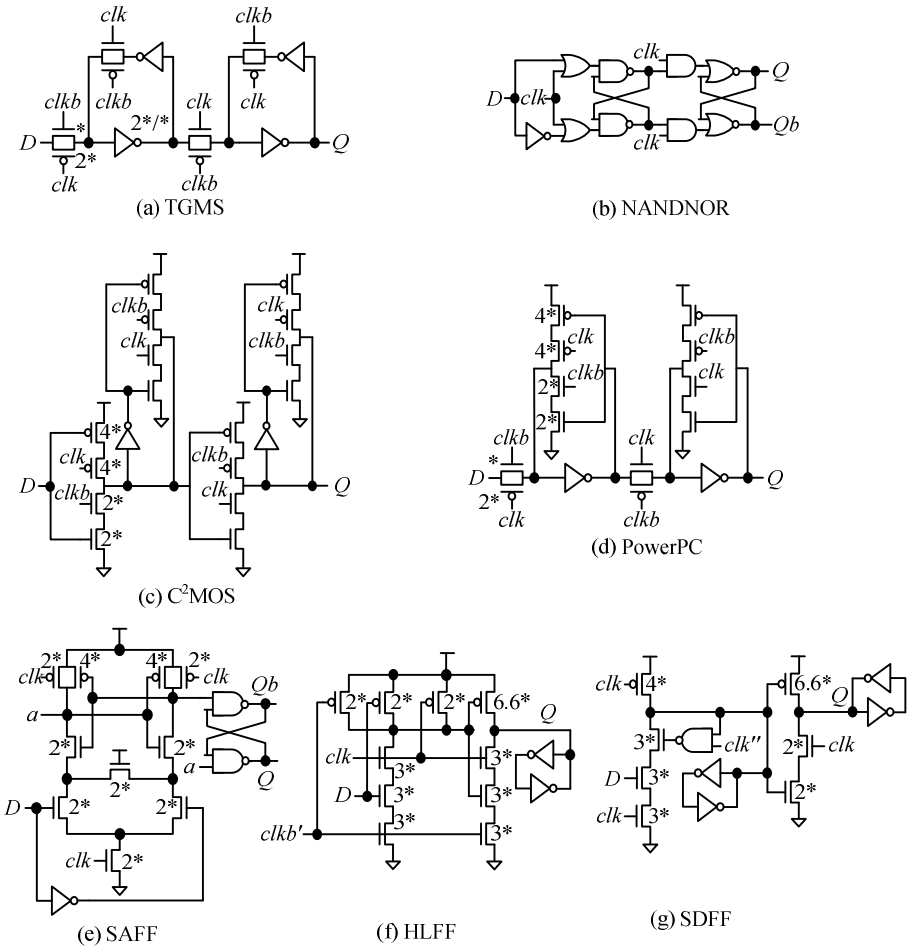 clk
clkb
clkb
clk
clkb
*
2*/*
clk
D
2*
Q
clk
clkb
(a) TGMS
clk
Q
D
clk
Qb
clk
(b) NANDNOR
clkb
clk
clk
clkb
4*
clk
4*
clkb
D
clkb
2*
clk
Q
2*
(c) C²MOS
4*
clk
clkb
4*
clkb
clk
2*
2*
clkb
clk
*
D
Q
2*
clk
clkb
(d) PowerPC
2*
4*
4*
2*
clk
clk
Qb
a
2*
2*
a
Q
2*
D
2*
2*
clk
2*
(e) SAFF
2*
2*
2*
6.6*
Q
clk
3*
3*
D
3*
3*
clkb'
3*
3*
(f) HLFF
clk
4*
6.6*
Q
3*
clk''
2*
clk
D
3*
2*
clk
3*
(g) SDFF